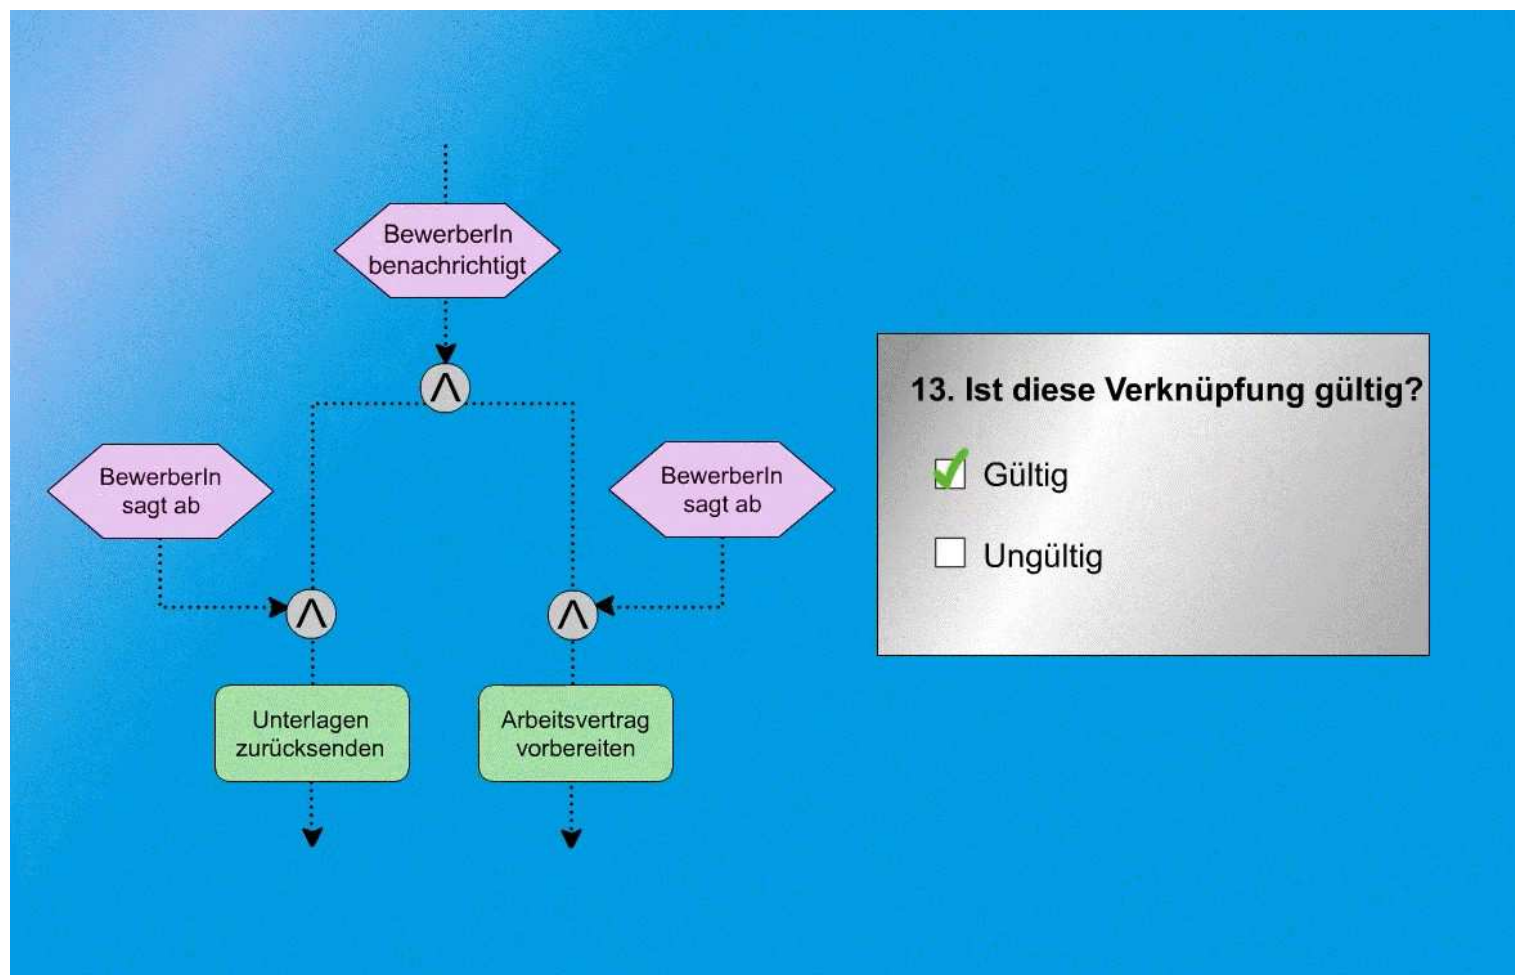 BewerberIn
benachrichtigt
Λ
13. Ist diese Verknüpfung gültig?
Gültig
Ungültig
BewerberIn
sagt ab
BewerberIn
sagt ab
Λ
Λ
Unterlagen
zurücksenden
Arbeitsvertrag
vorbereiten